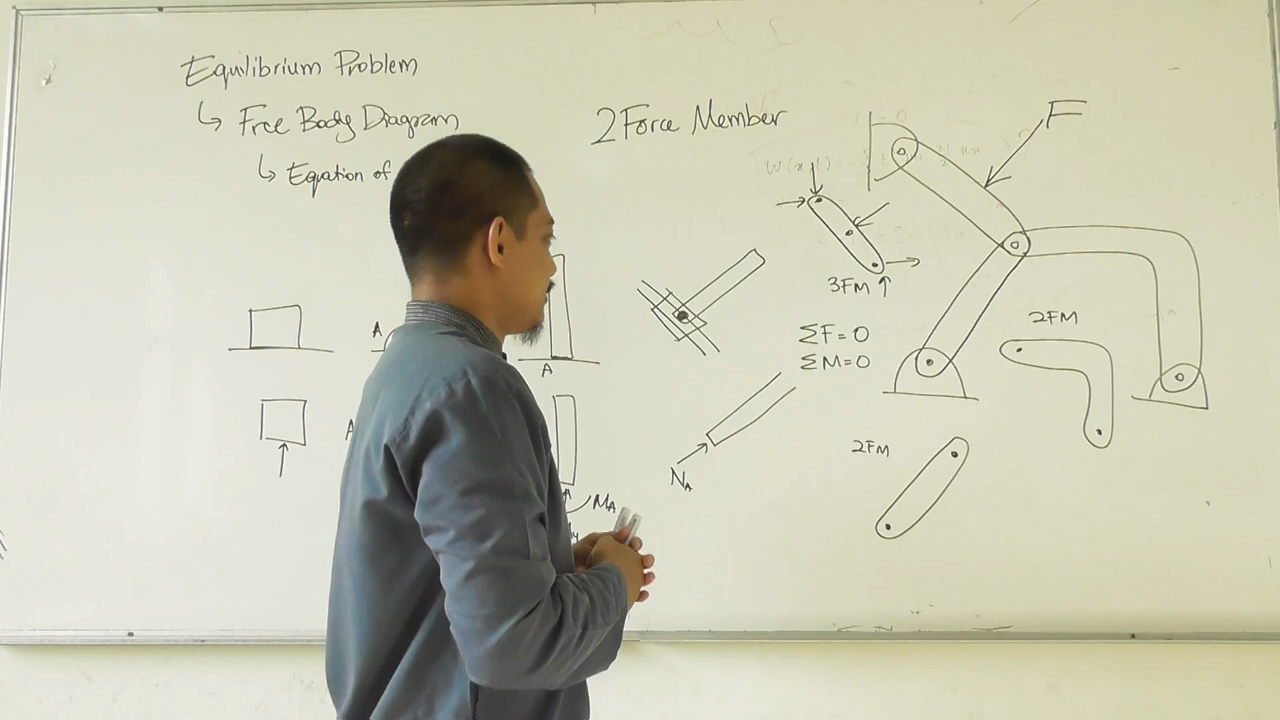 Equilibrium Problem
↳ Free Body Diagram
↳ Equation of
2 Force Member
F
W(x,t)
3FM
ΣF=0
ΣM=0
2FM
2FM
A
A
A
A
MA
NA